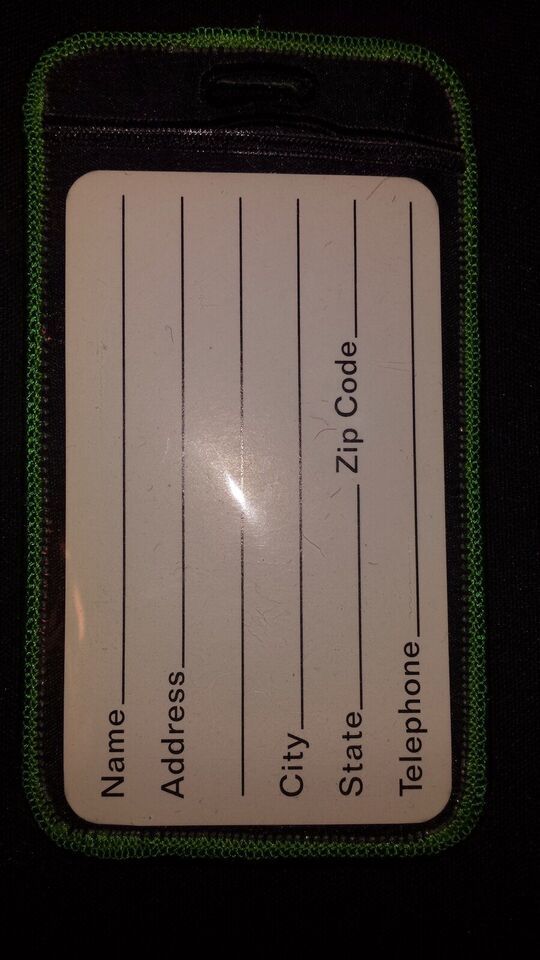 Name
Address
City
State Zip Code
Telephone